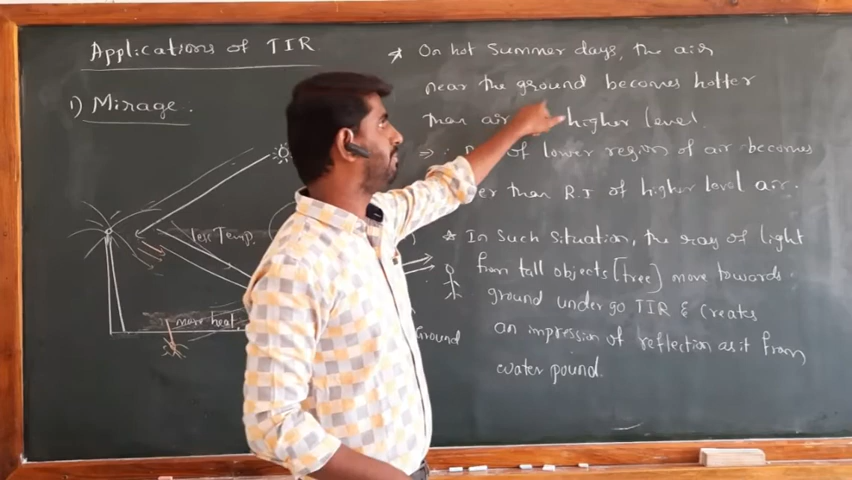 Applications of TIR
1) Mirage.
less Temp.
more heat
Ground
* On hot Summer days, the air
near the ground becomes hotter
than air higher level.
⇒ of lower region of air becomes
er than R.I of higher level air.
* In Such Situation, the ray of light
from tall objects [tree] move towards
ground under go TIR & Creats
an impression of reflection as it from
water pound.